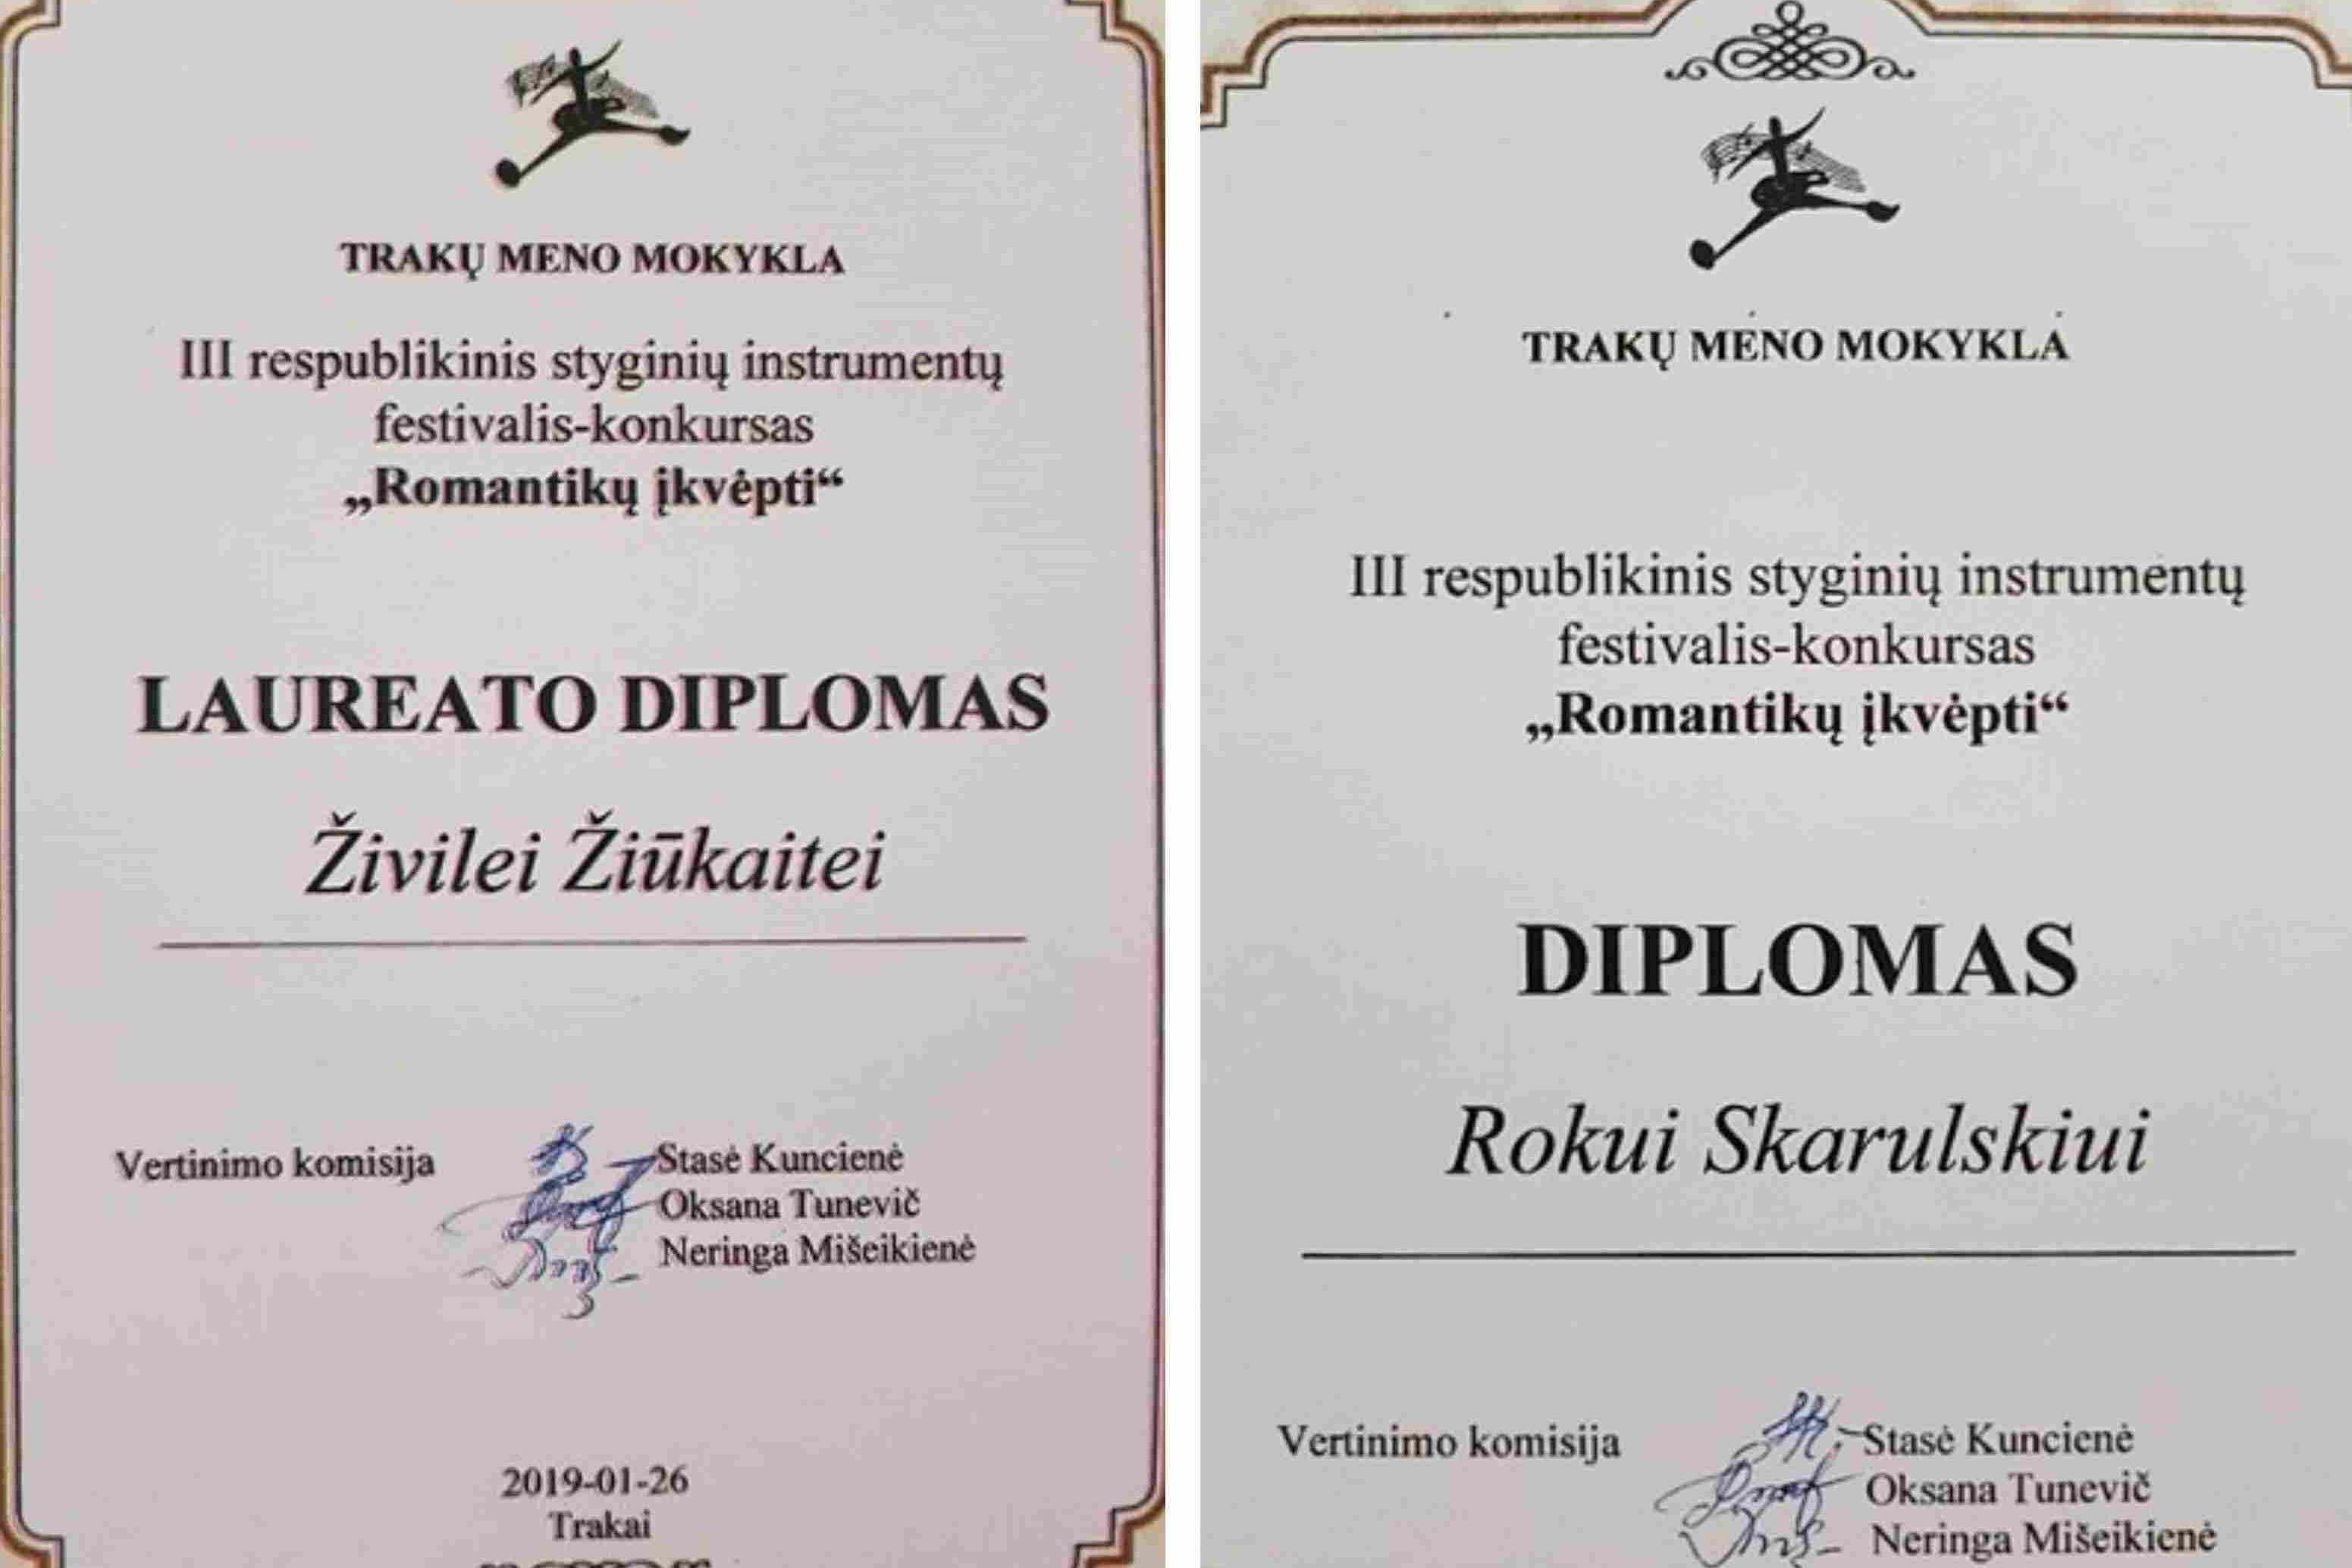 TRAKŲ MENO MOKYKLA
III respublikinis styginių instrumentų
festivalis-konkursas
„Romantikų įkvėpti“
LAUREATO DIPLOMAS
Živilei Žiūkaitei
Vertinimo komisija
Stasė Kuncienė
Oksana Tunevič
Neringa Mišeikienė
2019-01-26
Trakai
TRAKŲ MENO MOKYKLA
III respublikinis styginių instrumentų
festivalis-konkursas
„Romantikų įkvėpti“
DIPLOMAS
Rokui Skarulskiui
Vertinimo komisija
Stasė Kuncienė
Oksana Tunevič
Neringa Mišeikienė